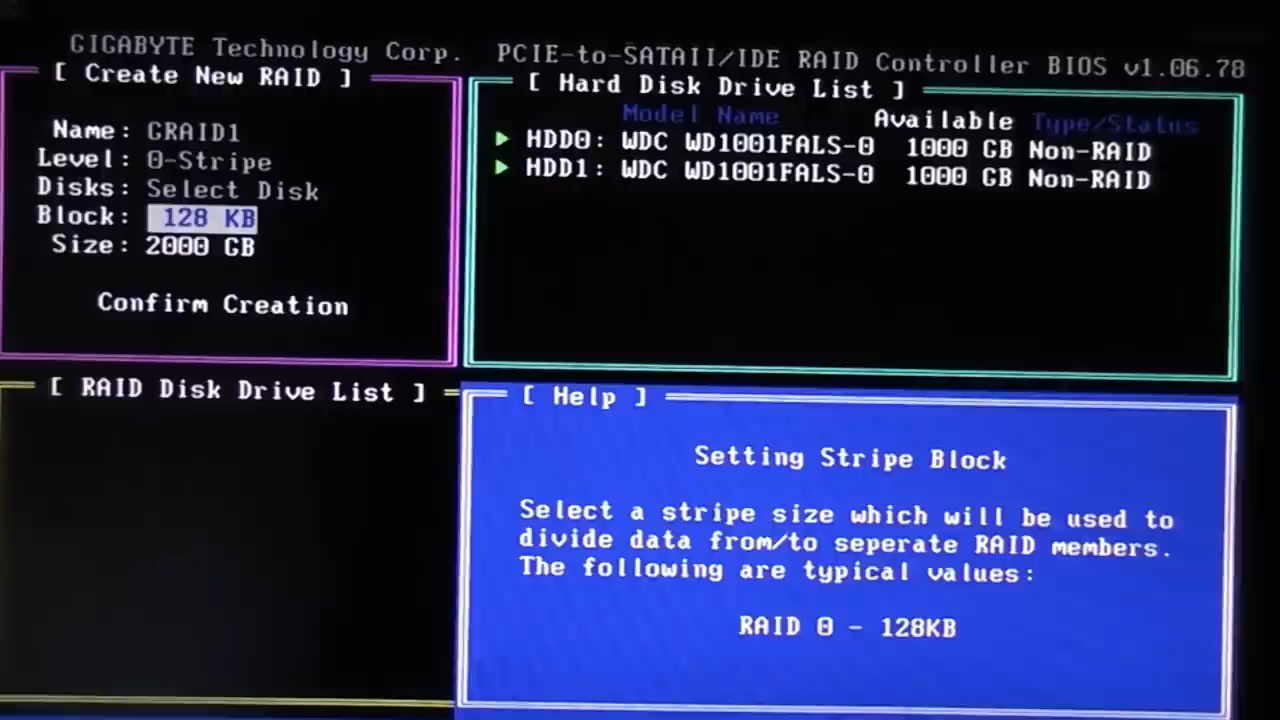 GIGABYTE Technology Corp. PCIE-to-SATAII/IDE RAID Controller BIOS v1.06.78
[ Create New RAID ]
Name: GRAID1
Level: 0-Stripe
Disks: Select Disk
Block: 128 KB
Size: 2000 GB
Confirm Creation
[ Hard Disk Drive List ]
Model Name Available Type/Status
HDD0: WDC WD1001FALS-0 1000 GB Non-RAID
HDD1: WDC WD1001FALS-0 1000 GB Non-RAID
[ RAID Disk Drive List ]
[ Help ]
Setting Stripe Block
Select a stripe size which will be used to
divide data from/to seperate RAID members.
The following are typical values:
RAID 0 - 128KB